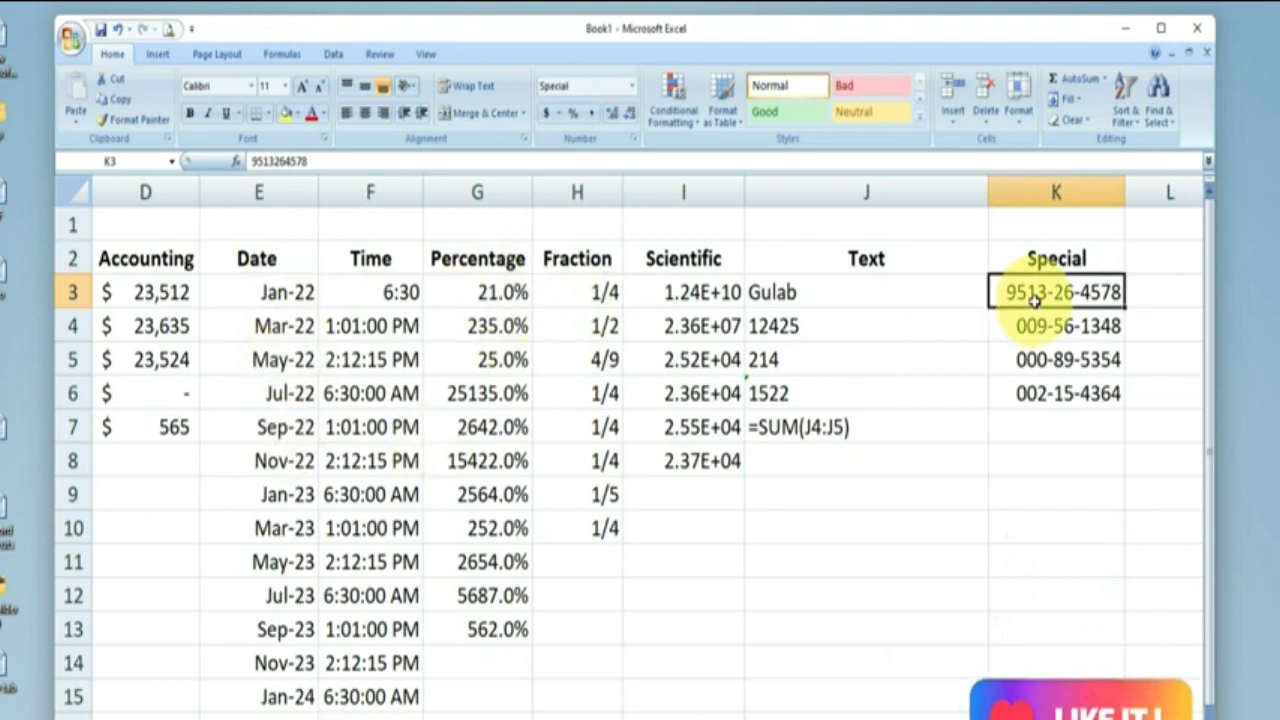 Book1 - Microsoft Excel
Home Insert Page Layout Formulas Data Review View
Paste
Cut
Copy
Format Painter
Clipboard
Calibri 11
B I U
Font
Wrap Text
Merge & Center
Alignment
Special
$ % ,
Number
Conditional Formatting
Format as Table
Normal Bad
Good Neutral
Styles
Insert Delete Format
Cells
AutoSum
Fill
Clear
Sort & Filter
Find & Select
Editing
K3 fx 9513264578
D E F G H I J K L
1
2 Accounting Date Time Percentage Fraction Scientific Text Special
3 $ 23,512 Jan-22 6:30 21.0% 1/4 1.24E+10 Gulab 9513-26-4578
4 $ 23,635 Mar-22 1:01:00 PM 235.0% 1/2 2.36E+07 12425 009-56-1348
5 $ 23,524 May-22 2:12:15 PM 25.0% 4/9 2.52E+04 214 000-89-5354
6 $ - Jul-22 6:30:00 AM 25135.0% 1/4 2.36E+04 1522 002-15-4364
7 $ 565 Sep-22 1:01:00 PM 2642.0% 1/4 2.55E+04 =SUM(J4:J5)
8 Nov-22 2:12:15 PM 15422.0% 1/4 2.37E+04
9 Jan-23 6:30:00 AM 2564.0% 1/5
10 Mar-23 1:01:00 PM 252.0% 1/4
11 May-23 2:12:15 PM 2654.0%
12 Jul-23 6:30:00 AM 5687.0%
13 Sep-23 1:01:00 PM 562.0%
14 Nov-23 2:12:15 PM
15 Jan-24 6:30:00 AM
LIKE IT !